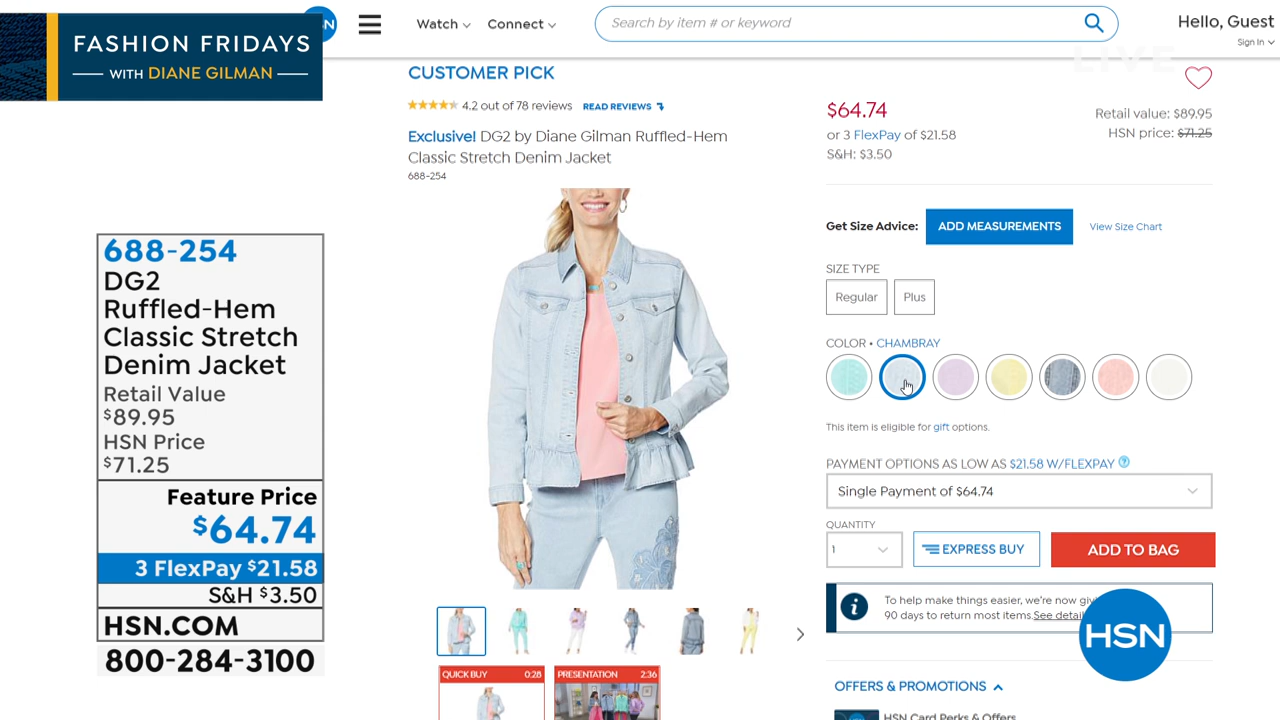 FASHION FRIDAYS
WITH DIANE GILMAN
HSN
Watch
Connect
Search by item # or keyword
Hello, Guest
Sign In
LIVE
CUSTOMER PICK
4.2 out of 78 reviews READ REVIEWS
Exclusive! DG2 by Diane Gilman Ruffled-Hem
Classic Stretch Denim Jacket
688-254
$64.74
or 3 FlexPay of $21.58
S&H: $3.50
Retail value: $89.95
HSN price: $71.25
Get Size Advice: ADD MEASUREMENTS View Size Chart
SIZE TYPE
Regular
Plus
COLOR • CHAMBRAY
This item is eligible for gift options.
PAYMENT OPTIONS AS LOW AS $21.58 W/FLEXPAY ?
Single Payment of $64.74
QUANTITY
1
EXPRESS BUY
ADD TO BAG
i
To help make things easier, we're now
90 days to return most items.See
HSN
OFFERS & PROMOTIONS
HSN Card Perks & Offers
688-254
DG2
Ruffled-Hem
Classic Stretch
Denim Jacket
Retail Value
$89.95
HSN Price
$71.25
Feature Price
$64.74
3 FlexPay $21.58
S&H $3.50
HSN.COM
800-284-3100
QUICK BUY 0:28
PRESENTATION 2:36